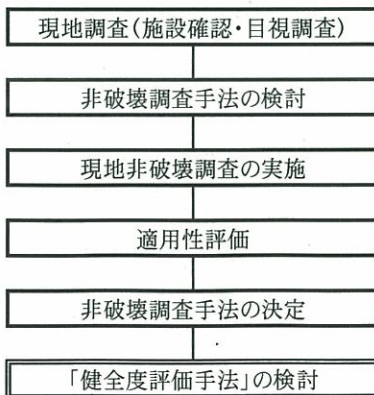 現地調査(施設確認・目視調査)
非破壊調査手法の検討
現地非破壊調査の実施
適用性評価
非破壊調査手法の決定
「健全度評価手法」の検討